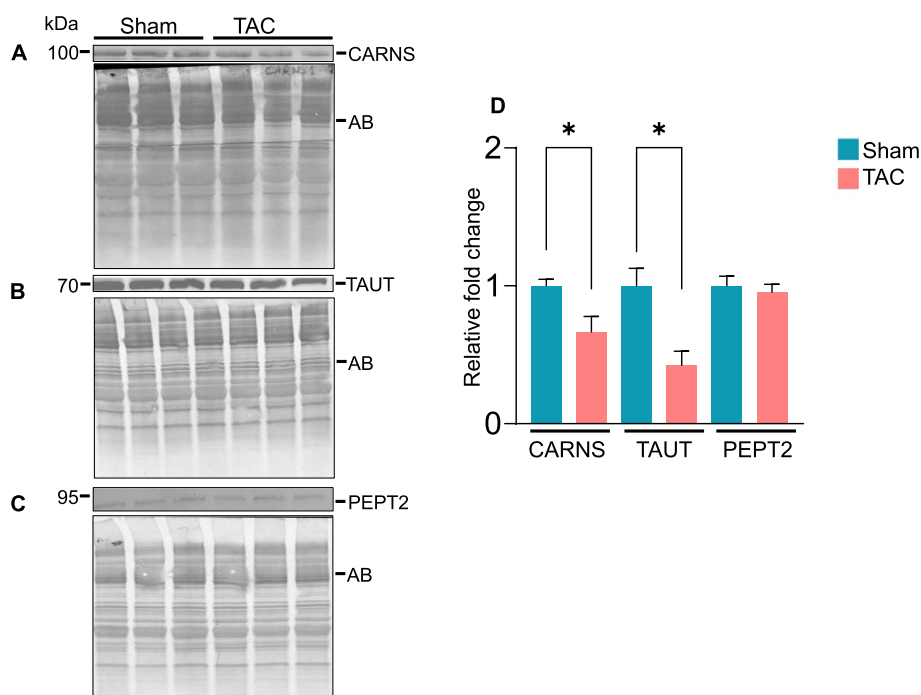 kDa
Sham TAC
A
100 CARNS
AB
B
70 TAUT
AB
C
95 PEPT2
AB
D
*
*
2
1
0
Relative fold change
CARNS TAUT PEPT2
Sham
TAC